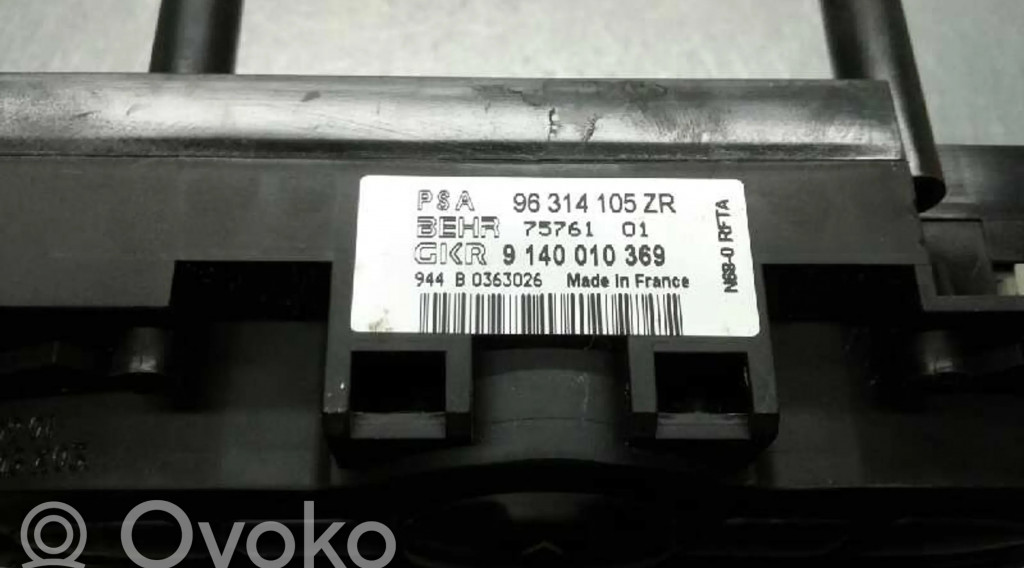 PSA 96 314 105 ZR
BEHR 75761 01
GKR 9 140 010 369
944 B 0363026 Made in France
N68-0 RFTA
Ovoko